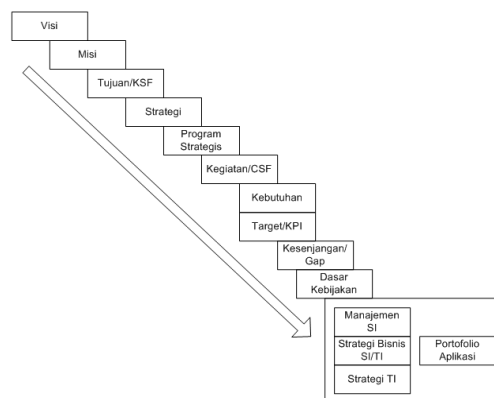 Visi
Misi
Tujuan/KSF
Strategi
Program
Strategis
Kegiatan/CSF
Kebutuhan
Target/KPI
Kesenjangan/
Gap
Dasar
Kebijakan
Manajemen
SI
Strategi Bisnis
SI/TI
Portofolio
Aplikasi
Strategi TI